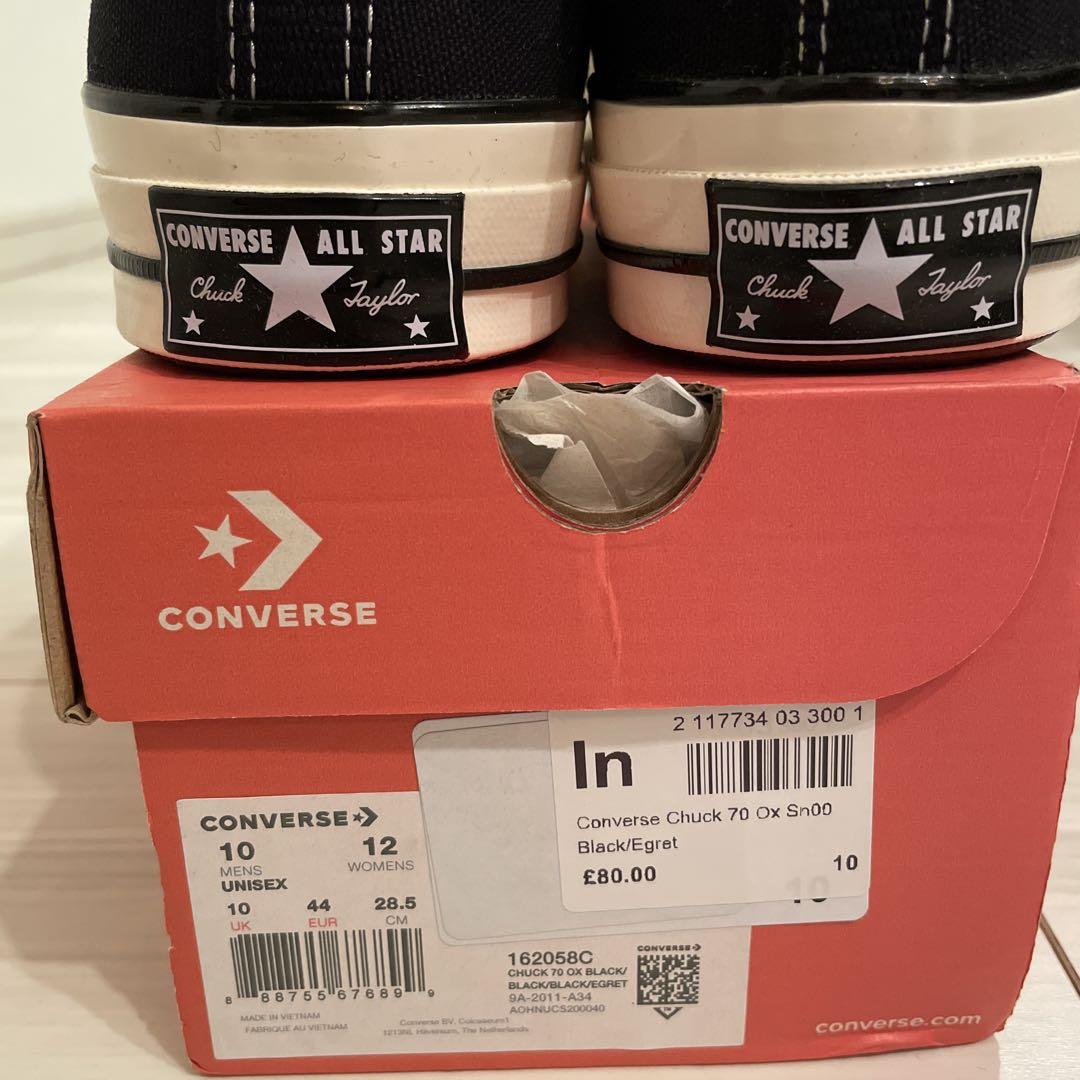 CONVERSE ALL STAR
Chuck Taylor
CONVERSE ALL STAR
Chuck Taylor
CONVERSE
2 117734 03 300 1
In
Converse Chuck 70 Ox Sn00
Black/Egret
£80.00 10
10
CONVERSE
10 12
MENS WOMENS
UNISEX
10 44 28.5
UK EUR CM
8 88755 67689 9
MADE IN VIETNAM
FABRIQUE AU VIETNAM
Converse BV, Colosseum1
1213NL Hilversum, The Netherlands
162058C
CHUCK 70 OX BLACK/
BLACK/BLACK/EGRET
9A-2011-A34
AOHNUCS200040
CONVERSE
TM
converse.com